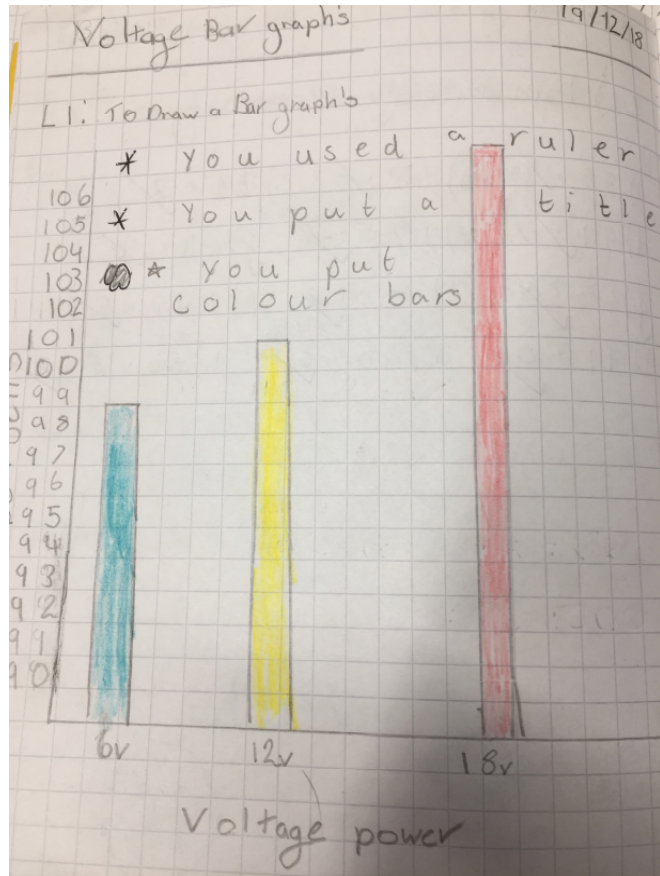 Voltage Bar graph's
19/12/18
LI: To Draw a Bar graph's
* You used a ruler
* You put a title
* You put
colour bars
106
105
104
103
102
101
100
99
98
97
96
95
94
93
92
91
90
6v 12v 18v
Voltage power